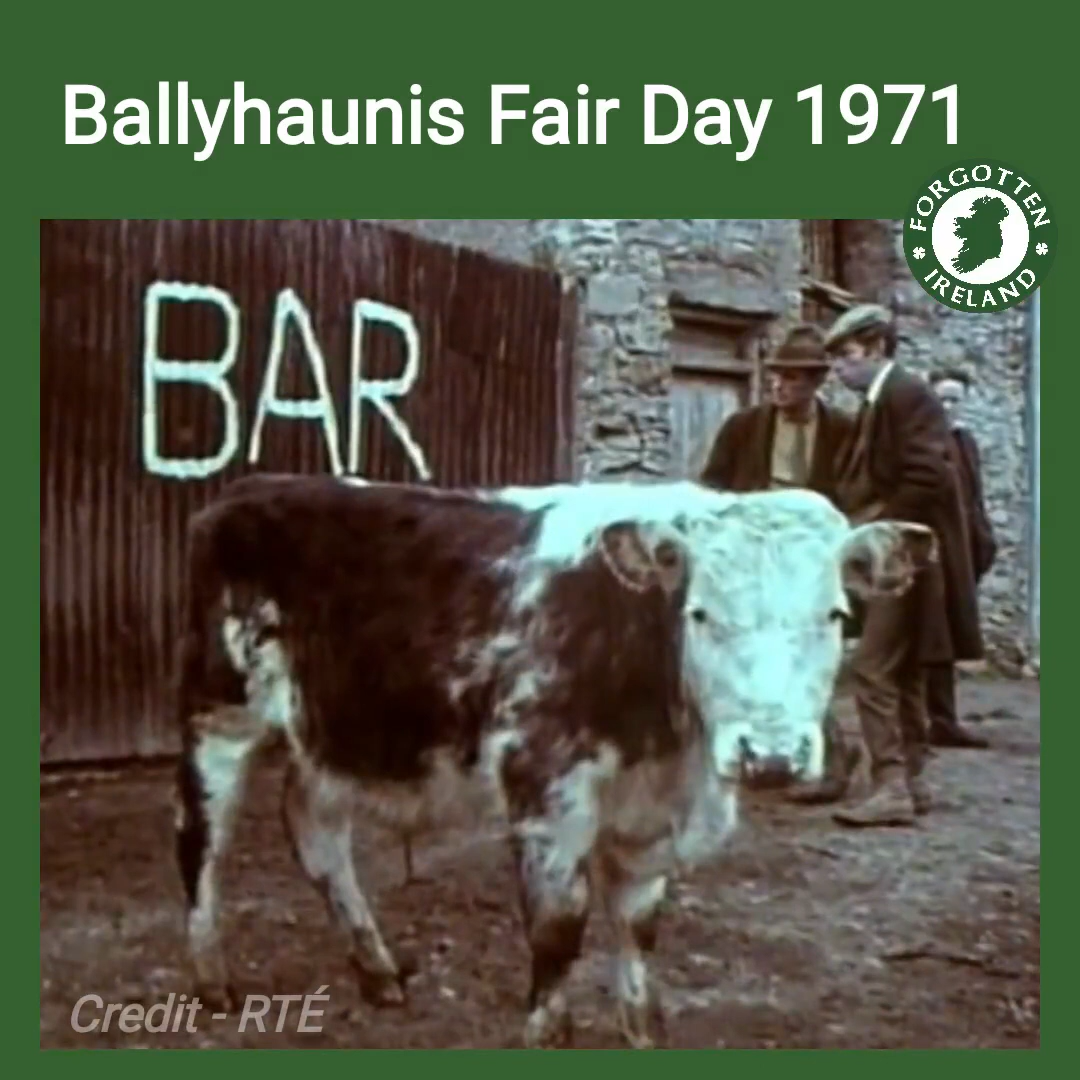 Ballyhaunis Fair Day 1971
FORGOTTEN
IRELAND
BAR
Credit - RTÉ